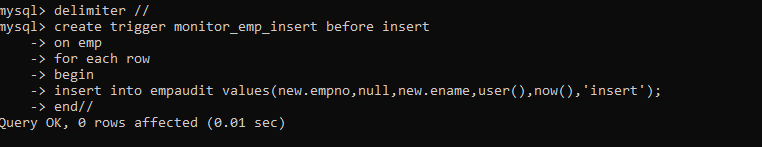 mysql> delimiter //
mysql> create trigger monitor_emp_insert before insert
    -> on emp
    -> for each row
    -> begin
    -> insert into empaudit values(new.empno,null,new.ename,user(),now(),'insert');
    -> end//
Query OK, 0 rows affected (0.01 sec)